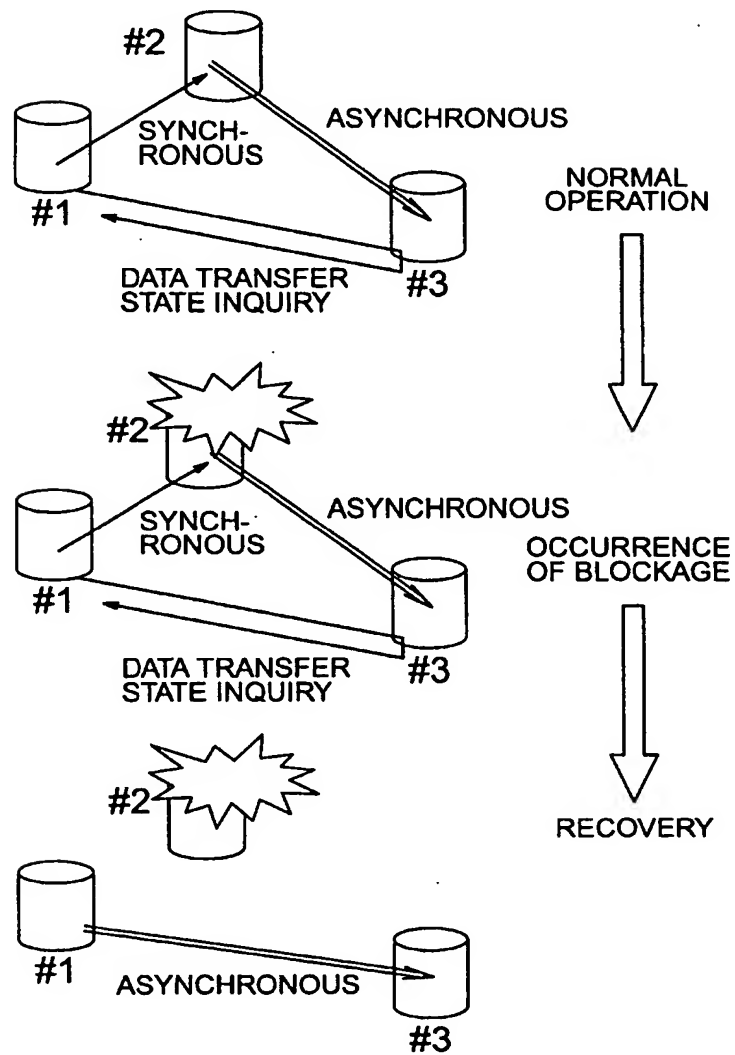 #2
SYNCH-
RONOUS
ASYNCHRONOUS
#1
DATA TRANSFER
STATE INQUIRY
#3
NORMAL
OPERATION
#2
SYNCH-
RONOUS
ASYNCHRONOUS
#1
DATA TRANSFER
STATE INQUIRY
#3
OCCURRENCE
OF BLOCKAGE
#2
RECOVERY
#1
ASYNCHRONOUS
#3